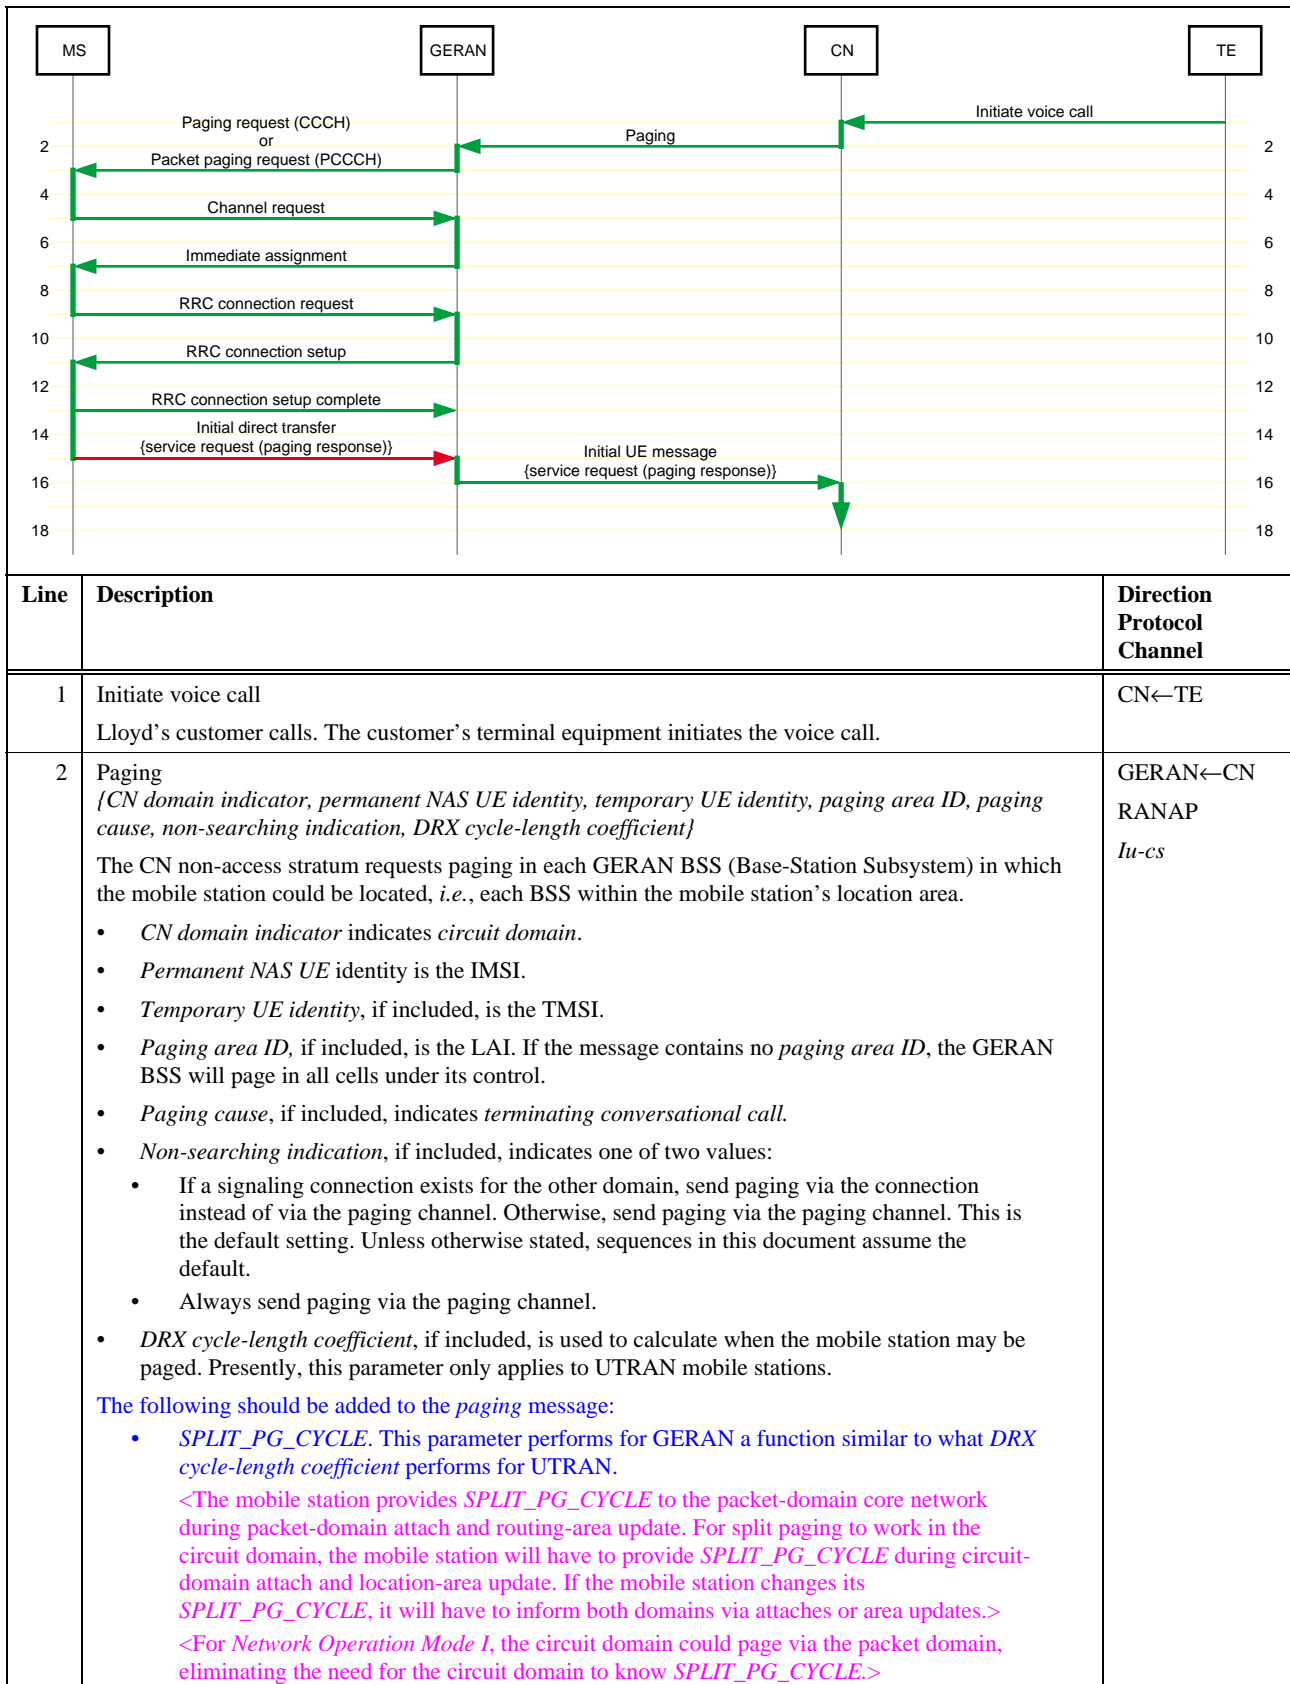 MS
GERAN
CN
TE
Initiate voice call
Paging request (CCCH)
or
Packet paging request (PCCCH)
Paging
2
2
4
4
Channel request
6
6
Immediate assignment
8
8
RRC connection request
10
10
RRC connection setup
12
12
RRC connection setup complete
Initial direct transfer
{service request (paging response)}
14
14
Initial UE message
{service request (paging response)}
16
16
18
18
Line
Description
Direction
Protocol
Channel
1
Initiate voice call
CN←TE
Lloyd’s customer calls. The customer’s terminal equipment initiates the voice call.
2
Paging
GERAN←CN
{CN domain indicator, permanent NAS UE identity, temporary UE identity, paging area ID, paging
cause, non-searching indication, DRX cycle-length coefficient}
RANAP
Iu-cs
The CN non-access stratum requests paging in each GERAN BSS (Base-Station Subsystem) in which
the mobile station could be located, i.e., each BSS within the mobile station’s location area.
• CN domain indicator indicates circuit domain.
• Permanent NAS UE identity is the IMSI.
• Temporary UE identity, if included, is the TMSI.
• Paging area ID, if included, is the LAI. If the message contains no paging area ID, the GERAN
BSS will page in all cells under its control.
• Paging cause, if included, indicates terminating conversational call.
• Non-searching indication, if included, indicates one of two values:
• If a signaling connection exists for the other domain, send paging via the connection
instead of via the paging channel. Otherwise, send paging via the paging channel. This is
the default setting. Unless otherwise stated, sequences in this document assume the
default.
• Always send paging via the paging channel.
• DRX cycle-length coefficient, if included, is used to calculate when the mobile station may be
paged. Presently, this parameter only applies to UTRAN mobile stations.
The following should be added to the paging message:
• SPLIT_PG_CYCLE. This parameter performs for GERAN a function similar to what DRX
cycle-length coefficient performs for UTRAN.
<The mobile station provides SPLIT_PG_CYCLE to the packet-domain core network
during packet-domain attach and routing-area update. For split paging to work in the
circuit domain, the mobile station will have to provide SPLIT_PG_CYCLE during circuit-
domain attach and location-area update. If the mobile station changes its
SPLIT_PG_CYCLE, it will have to inform both domains via attaches or area updates.>
<For Network Operation Mode I, the circuit domain could page via the packet domain,
eliminating the need for the circuit domain to know SPLIT_PG_CYCLE.>